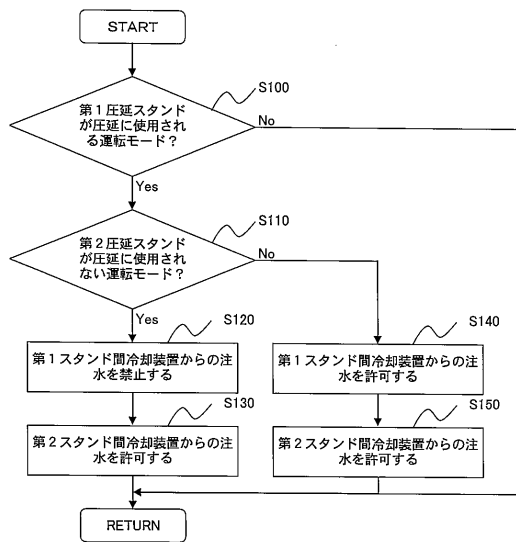 START
S100
第1圧延スタンド
が圧延に使用され
る運転モード？
No
Yes
S110
第2圧延スタンド
が圧延に使用され
ない運転モード？
No
Yes
S120
第1スタンド間冷却装置からの注
水を禁止する
S130
第2スタンド間冷却装置からの注
水を許可する
S140
第1スタンド間冷却装置からの注
水を許可する
S150
第2スタンド間冷却装置からの注
水を許可する
RETURN